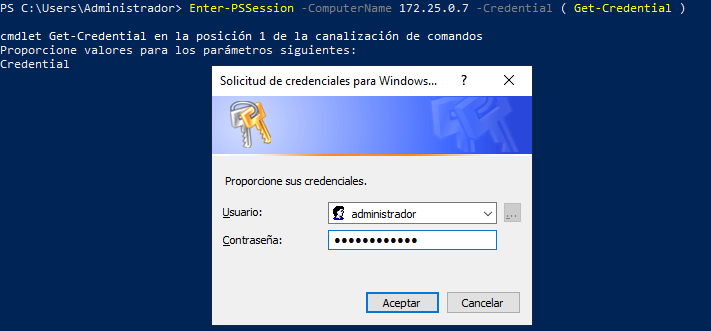 PS C:\Users\Administrador> Enter-PSSession -ComputerName 172.25.0.7 -Credential ( Get-Credential )
cmdlet Get-Credential en la posición 1 de la canalización de comandos
Proporcione valores para los parámetros siguientes:
Credential
Solicitud de credenciales para Windows...
Proporcione sus credenciales.
Usuario: administrador ...
Contraseña: ●●●●●●●●●●●●
Aceptar Cancelar